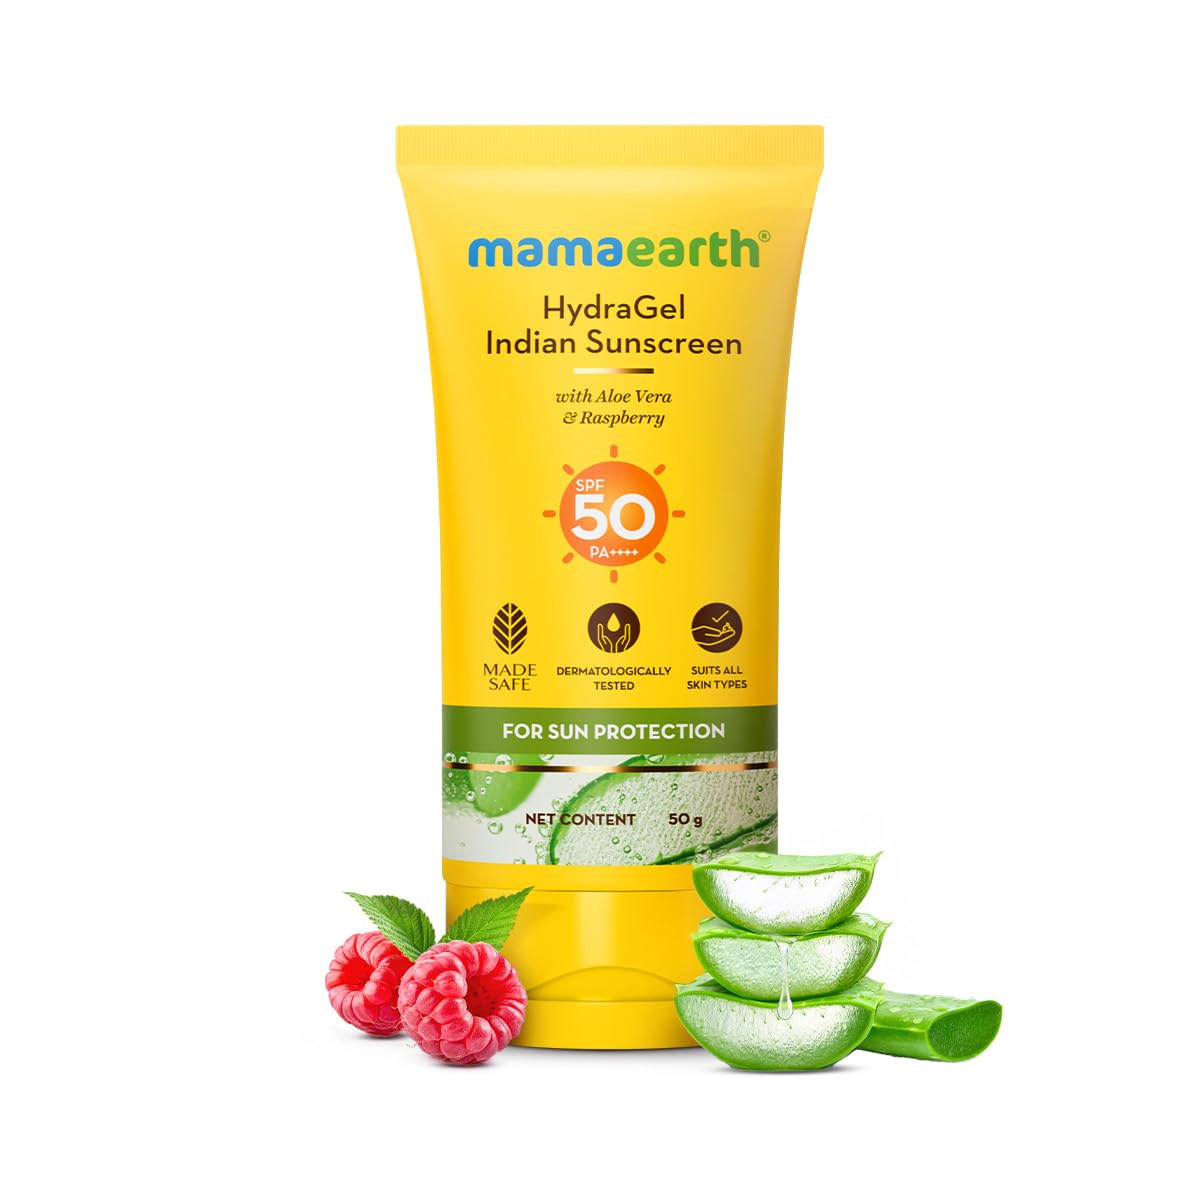 mamaearth®
HydraGel
Indian Sunscreen
with Aloe Vera
& Raspberry
SPF
50
PA++++
MADE
SAFE
DERMATOLOGICALLY
TESTED
SUITS ALL
SKIN TYPES
FOR SUN PROTECTION
NET CONTENT 50 g